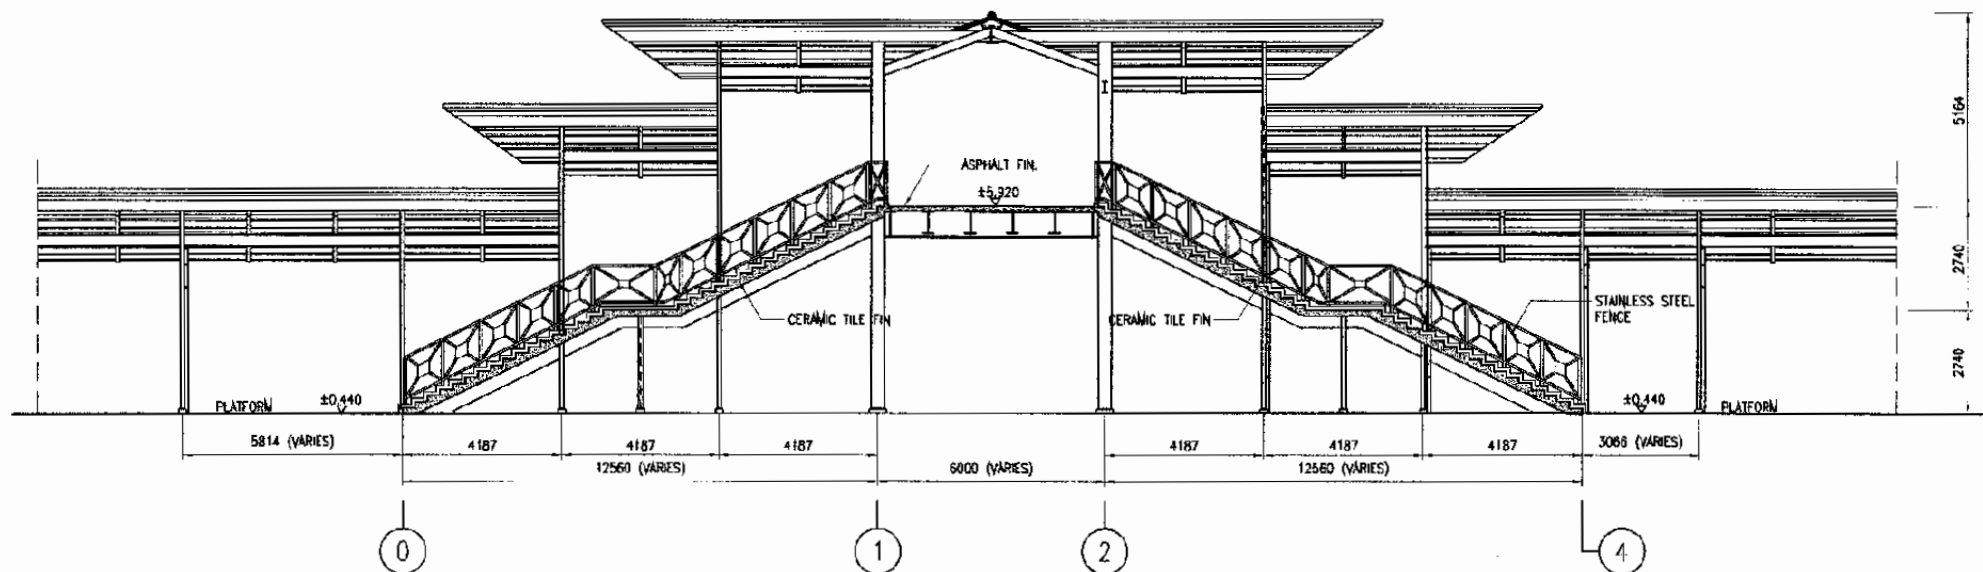 5164
ASPHALT FIN.
±5,920
2740
STAINLESS STEEL
FENCE
CERAMIC TILE FIN
CERAMIC TILE FIN
2740
PLATFORM
±0,440
±0,440
PLATFORM
5814 (VARIES)
4187
4187
4187
4187
4187
4187
3066 (VARIES)
12560 (VARIES)
6000 (VARIES)
12560 (VARIES)
0
1
2
4